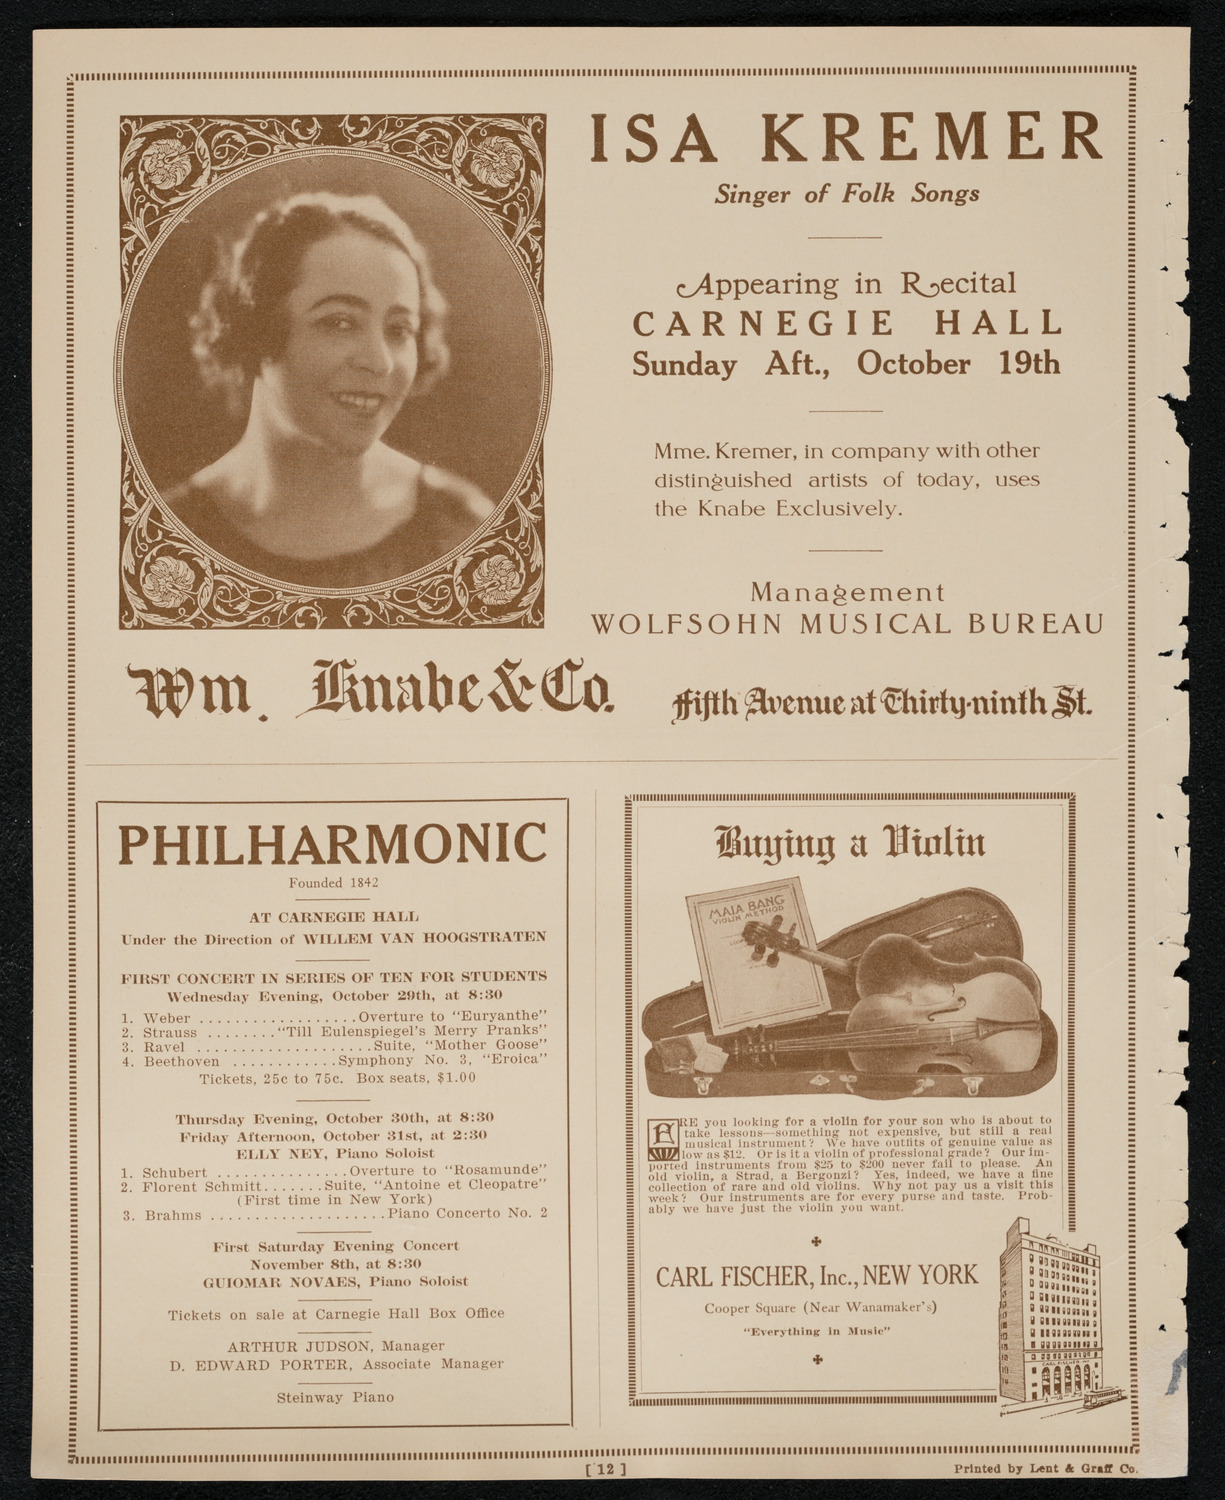 ISA KREMER
Singer of Folk Songs
Appearing in Recital
CARNEGIE HALL
Sunday Aft., October 19th
Mme. Kremer, in company with other
distinguished artists of today, uses
the Knabe Exclusively.
Management
WOLFSOHN MUSICAL BUREAU
Wm. Knabe & Co.
Fifth Avenue at Thirty-ninth St.
PHILHARMONIC
Founded 1842
AT CARNEGIE HALL
Under the Direction of WILLEM VAN HOOGSTRATEN
FIRST CONCERT IN SERIES OF TEN FOR STUDENTS
Wednesday Evening, October 29th, at 8:30
1. Weber ..................Overture to "Euryanthe"
2. Strauss ........"Till Eulenspiegel's Merry Pranks"
3. Ravel ....................Suite, "Mother Goose"
4. Beethoven ............Symphony No. 3, "Eroica"
Tickets, 25c to 75c. Box seats, $1.00
Thursday Evening, October 30th, at 8:30
Friday Afternoon, October 31st, at 2:30
ELLY NEY, Piano Soloist
1. Schubert ................Overture to "Rosamunde"
2. Florent Schmitt.......Suite, "Antoine et Cleopatre"
(First time in New York)
3. Brahms ....................Piano Concerto No. 2
First Saturday Evening Concert
November 8th, at 8:30
GUIOMAR NOVAES, Piano Soloist
Tickets on sale at Carnegie Hall Box Office
ARTHUR JUDSON, Manager
D. EDWARD PORTER, Associate Manager
Steinway Piano
Buying a Violin
MAIA BANG
VIOLIN METHOD
ARE you looking for a violin for your son who is about to
take lessons—something not expensive, but still a real
musical instrument? We have outfits of genuine value as
low as $12. Or is it a violin of professional grade? Our im-
ported instruments from $25 to $200 never fail to please. An
old violin, a Strad, a Bergonzi? Yes, indeed, we have a fine
collection of rare and old violins. Why not pay us a visit this
week? Our instruments are for every purse and taste. Prob-
ably we have just the violin you want.
CARL FISCHER, Inc., NEW YORK
Cooper Square (Near Wanamaker's)
"Everything in Music"
CARL FISCHER INC
[ 12 ]
Printed by Lent & Graff Co.